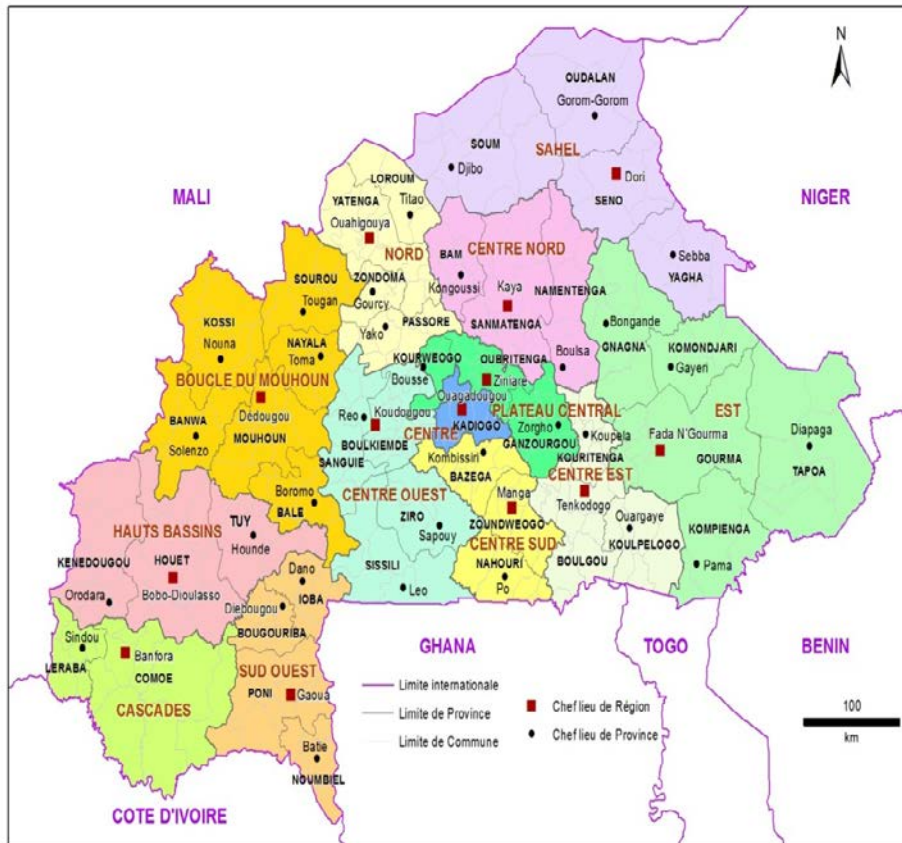 N
OUDALAN
Gorom-Gorom
SOUM
SAHEL
Djibo
Dori
SENO
MALI
NIGER
LOROUM
YATENGA
Titao
Ouahigouya
NORD
CENTRE NORD
BAM
Kongoussi
Kaya
NAMENTENGA
SANMATENGA
Sebba
YAGHA
SOUROU
Tougan
ZONDOMA
Gourcy
Yako
PASSORE
KOSSI
Nouna
NAYALA
Toma
Bongande
GNAGNA
KOMONDJARI
Gayeri
Boulsa
KOURWEOGO
Bousse
OUBRITENGA
Ziniare
BOUCLE DU MOUHOUN
Dédougou
BANWA
Solenzo
MOUHOUN
Reo
Koudougou
BOULKIEMDE
SANGUIE
Ouagadougou
CENTRE
KADIOGO
PLATEAU CENTRAL
Zorgho
GANZOURGOU
Koupela
KOURITENGA
EST
Fada N'Gourma
GOURMA
Diapaga
TAPOA
Kombissiri
BAZEGA
CENTRE EST
Tenkodogo
Boromo
BALE
CENTRE OUEST
ZIRO
Sapouy
Manga
ZOUNDWEOGO
CENTRE SUD
Ouargaye
KOULPELOGO
KOMPIENGA
Pama
HAUTS BASSINS
TUY
Hounde
KENEDOUGOU
HOUET
Bobo-Dioulasso
Orodara
SISSILI
Leo
NAHOURI
Po
BOULGOU
Dano
IOBA
Diebougou
BOUGOURIBA
Sindou
LERABA
Banfora
COMOE
CASCADES
SUD OUEST
PONI
Gaoua
Batie
NOUMBIEL
GHANA
TOGO
BENIN
COTE D'IVOIRE
Limite internationale
Limite de Province
Limite de Commune
Chef lieu de Région
Chef lieu de Province
100
km